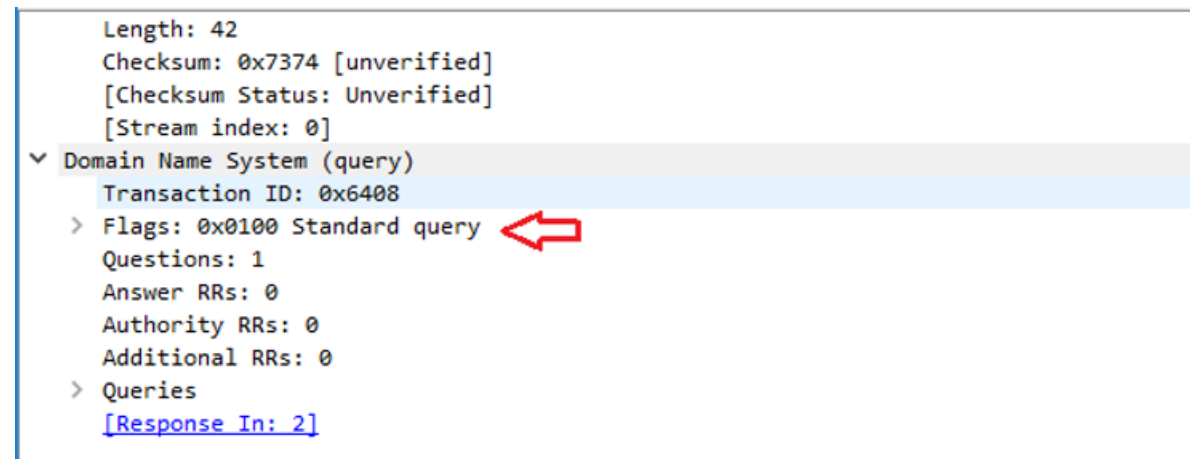 Length: 42
Checksum: 0x7374 [unverified]
[Checksum Status: Unverified]
[Stream index: 0]
Domain Name System (query)
Transaction ID: 0x6408
Flags: 0x0100 Standard query
Questions: 1
Answer RRs: 0
Authority RRs: 0
Additional RRs: 0
Queries
[Response In: 2]